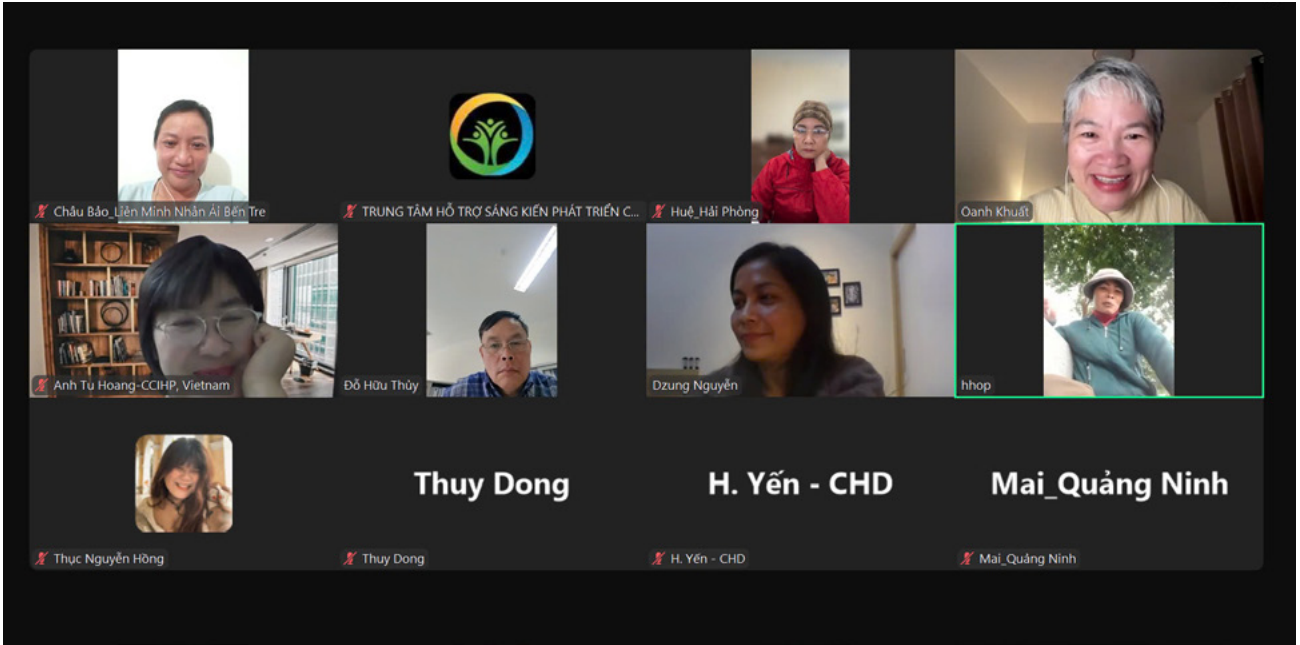 Châu Bảo_Liên Minh Nhân Ái Bến Tre
TRUNG TÂM HỖ TRỢ SÁNG KIẾN PHÁT TRIỂN C...
Huệ_Hải Phòng
Oanh Khuất
Anh Tu Hoang-CCIHP, Vietnam
Đỗ Hữu Thủy
Dzung Nguyễn
hhop
Thuy Dong
H. Yến - CHD
Mai_Quảng Ninh
Thục Nguyễn Hồng
Thuy Dong
H. Yến - CHD
Mai_Quảng Ninh